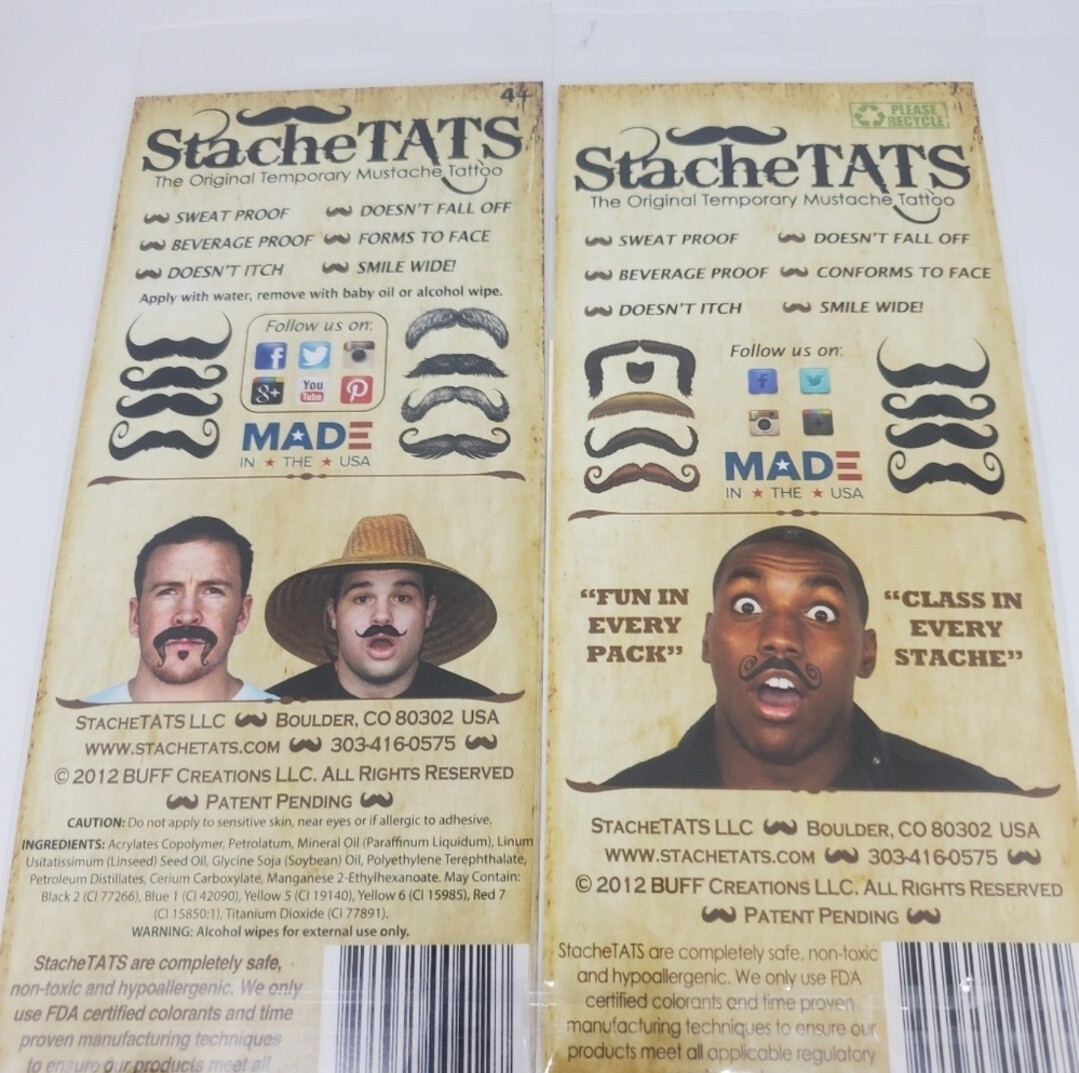 44
StacheTATS
The Original Temporary Mustache Tattoo
SWEAT PROOF DOESN'T FALL OFF
BEVERAGE PROOF FORMS TO FACE
DOESN'T ITCH SMILE WIDE!
Apply with water, remove with baby oil or alcohol wipe.
Follow us on:
f
g+ You Tube P
MADE
IN ★ THE ★ USA
STACHETATS LLC BOULDER, CO 80302 USA
WWW.STACHETATS.COM 303-416-0575
© 2012 BUFF CREATIONS LLC. ALL RIGHTS RESERVED
PATENT PENDING
CAUTION: Do not apply to sensitive skin, near eyes or if allergic to adhesive.
INGREDIENTS: Acrylates Copolymer, Petrolatum, Mineral Oil (Paraffinum Liquidum), Linum
Usitatissimum (Linseed) Seed Oil, Glycine Soja (Soybean) Oil, Polyethylene Terephthalate,
Petroleum Distillates, Cerium Carboxylate, Manganese 2-Ethylhexanoate. May Contain:
Black 2 (CI 77266), Blue 1 (CI 42090), Yellow 5 (CI 19140), Yellow 6 (CI 15985), Red 7
(CI 15850:1), Titanium Dioxide (CI 77891).
WARNING: Alcohol wipes for external use only.
StacheTATS are completely safe,
non-toxic and hypoallergenic. We only
use FDA certified colorants and time
proven manufacturing techniques
to ensure our products meet all
PLEASE
RECYCLE
StacheTATS
The Original Temporary Mustache Tattoo
SWEAT PROOF DOESN'T FALL OFF
BEVERAGE PROOF CONFORMS TO FACE
DOESN'T ITCH SMILE WIDE!
Follow us on:
f
MADE
IN ★ THE ★ USA
"FUN IN
EVERY
PACK"
"CLASS IN
EVERY
STACHE"
STACHETATS LLC BOULDER, CO 80302 USA
WWW.STACHETATS.COM 303-416-0575
© 2012 BUFF CREATIONS LLC. ALL RIGHTS RESERVED
PATENT PENDING
StacheTATS are completely safe, non-toxic
and hypoallergenic. We only use FDA
certified colorants and time proven
manufacturing techniques to ensure our
products meet all applicable regulatory